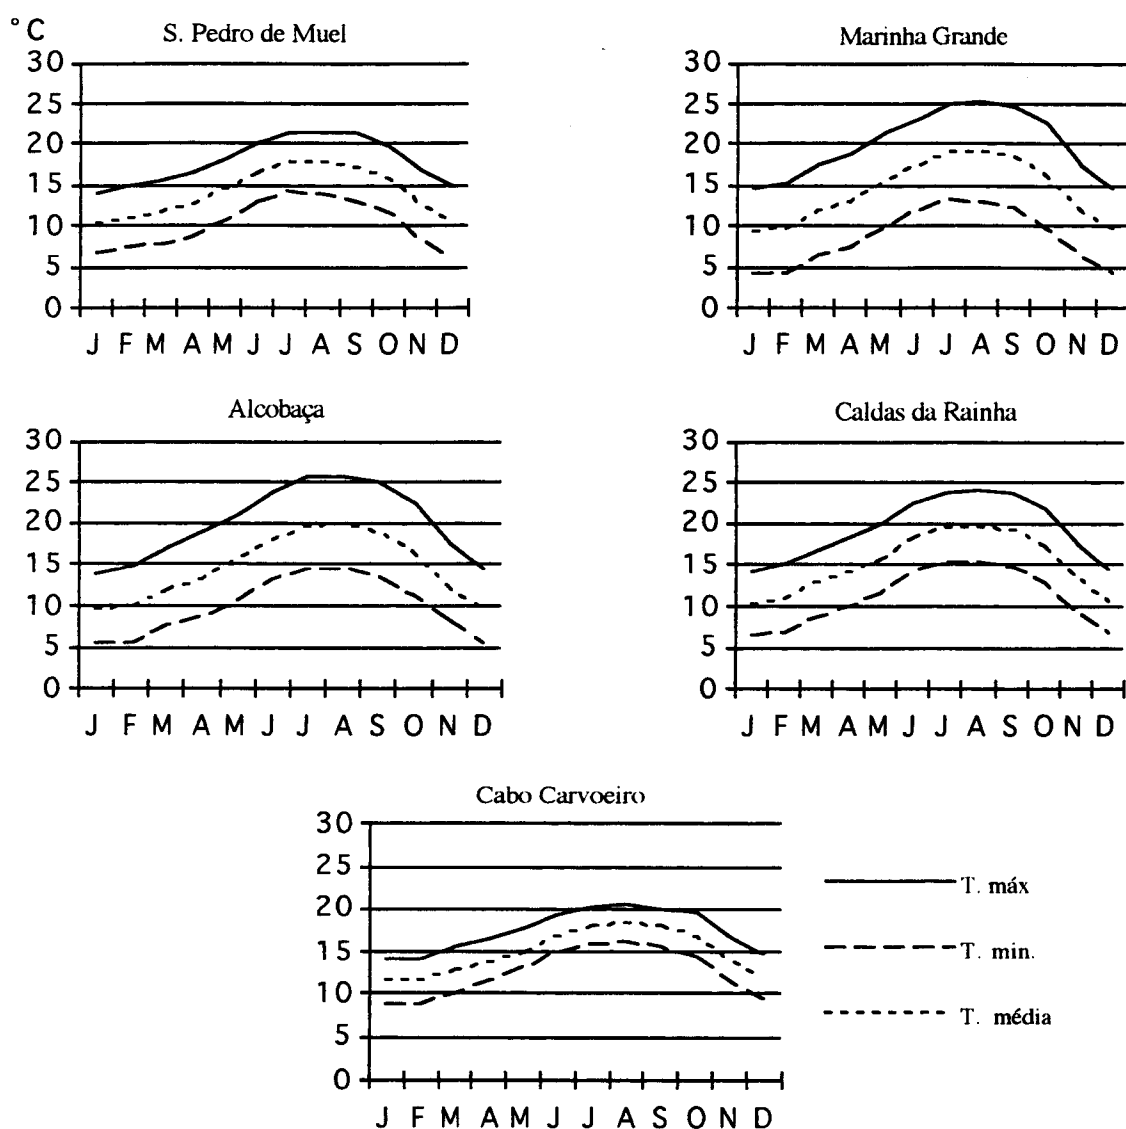 °C
S. Pedro de Muel
30
25
20
15
10
5
0
J F M A M J J A S O N D
Marinha Grande
30
25
20
15
10
5
0
J F M A M J J A S O N D
Alcobaça
30
25
20
15
10
5
0
J F M A M J J A S O N D
Caldas da Rainha
30
25
20
15
10
5
0
J F M A M J J A S O N D
Cabo Carvoeiro
30
25
20
15
10
5
0
J F M A M J J A S O N D
T. máx
T. min.
T. média